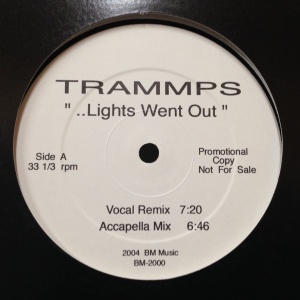 TRAMMPS
" ..Lights Went Out "
Side A
33 1/3 rpm
Promotional
Copy
Not For Sale
Vocal Remix 7:20
Accapella Mix 6:46
2004 BM Music
BM-2000